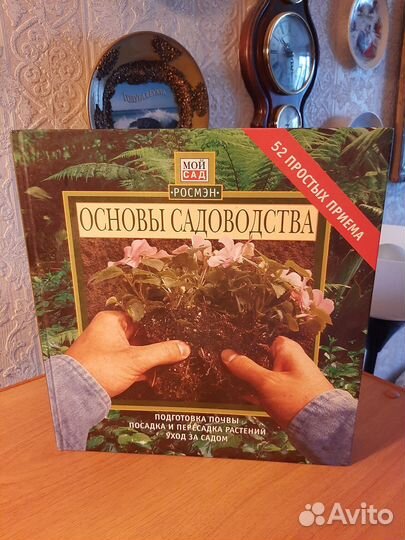 МОЙ
САД
•РОСМЭН•
52 ПРОСТЫХ ПРИЕМА
ОСНОВЫ САДОВОДСТВА
ПОДГОТОВКА ПОЧВЫ
ПОСАДКА И ПЕРЕСАДКА РАСТЕНИЙ
УХОД ЗА САДОМ
Avito